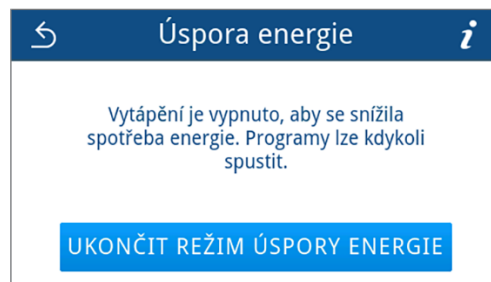 Úspora energie
i
Vytápění je vypnuto, aby se snížila
spotřeba energie. Programy lze kdykoli
spustit.
UKONČIT REŽIM ÚSPORY ENERGIE